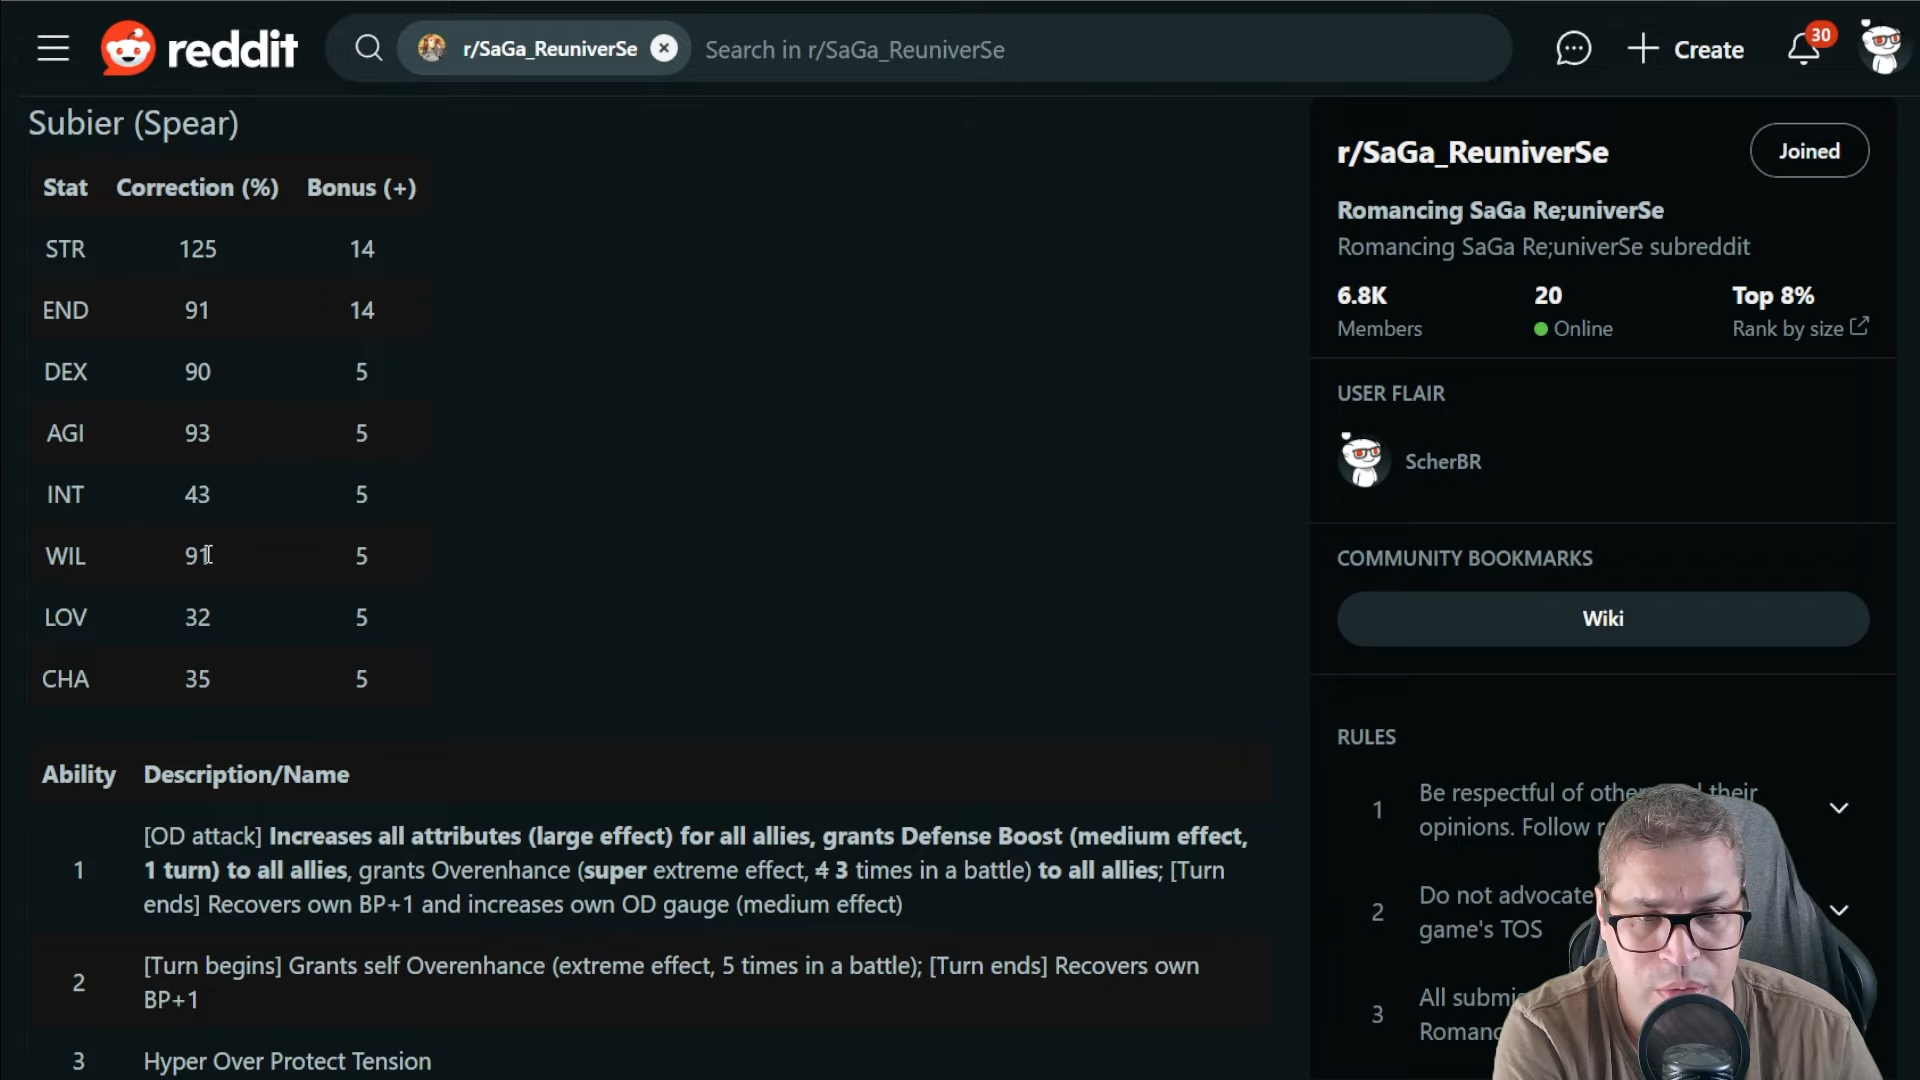 reddit
r/SaGa_ReuniverSe
Search in r/SaGa_ReuniverSe
Create
30
Subier (Spear)
Stat Correction (%) Bonus (+)
STR 125 14
END 91 14
DEX 90 5
AGI 93 5
INT 43 5
WIL 91 5
LOV 32 5
CHA 35 5
Ability Description/Name
1 [OD attack] Increases all attributes (large effect) for all allies, grants Defense Boost (medium effect,
1 turn) to all allies, grants Overenhance (super extreme effect, 4 3 times in a battle) to all allies; [Turn
ends] Recovers own BP+1 and increases own OD gauge (medium effect)
2 [Turn begins] Grants self Overenhance (extreme effect, 5 times in a battle); [Turn ends] Recovers own
BP+1
3 Hyper Over Protect Tension
r/SaGa_ReuniverSe
Joined
Romancing SaGa Re;univerSe
Romancing SaGa Re;univerSe subreddit
6.8K 20 Top 8%
Members Online Rank by size
USER FLAIR
ScherBR
COMMUNITY BOOKMARKS
Wiki
RULES
1 Be respectful of their
opinions. Follow
2 Do not advocate
game's TOS
3 All